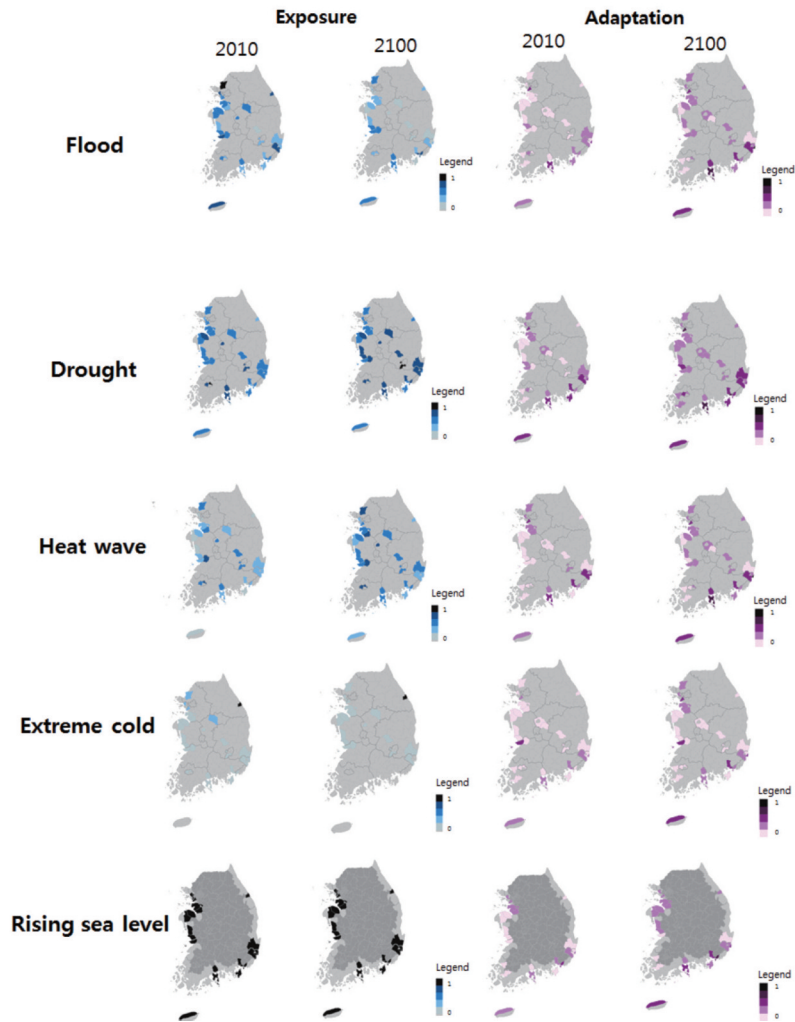 Exposure Adaptation
2010 2100 2010 2100
Flood
Legend Legend
1 1
0 0
Drought
Legend Legend
1 1
0 0
Heat wave
Legend Legend
1 1
0 0
Extreme cold
Legend Legend
1 1
0 0
Rising sea level
Legend Legend
1 1
0 0